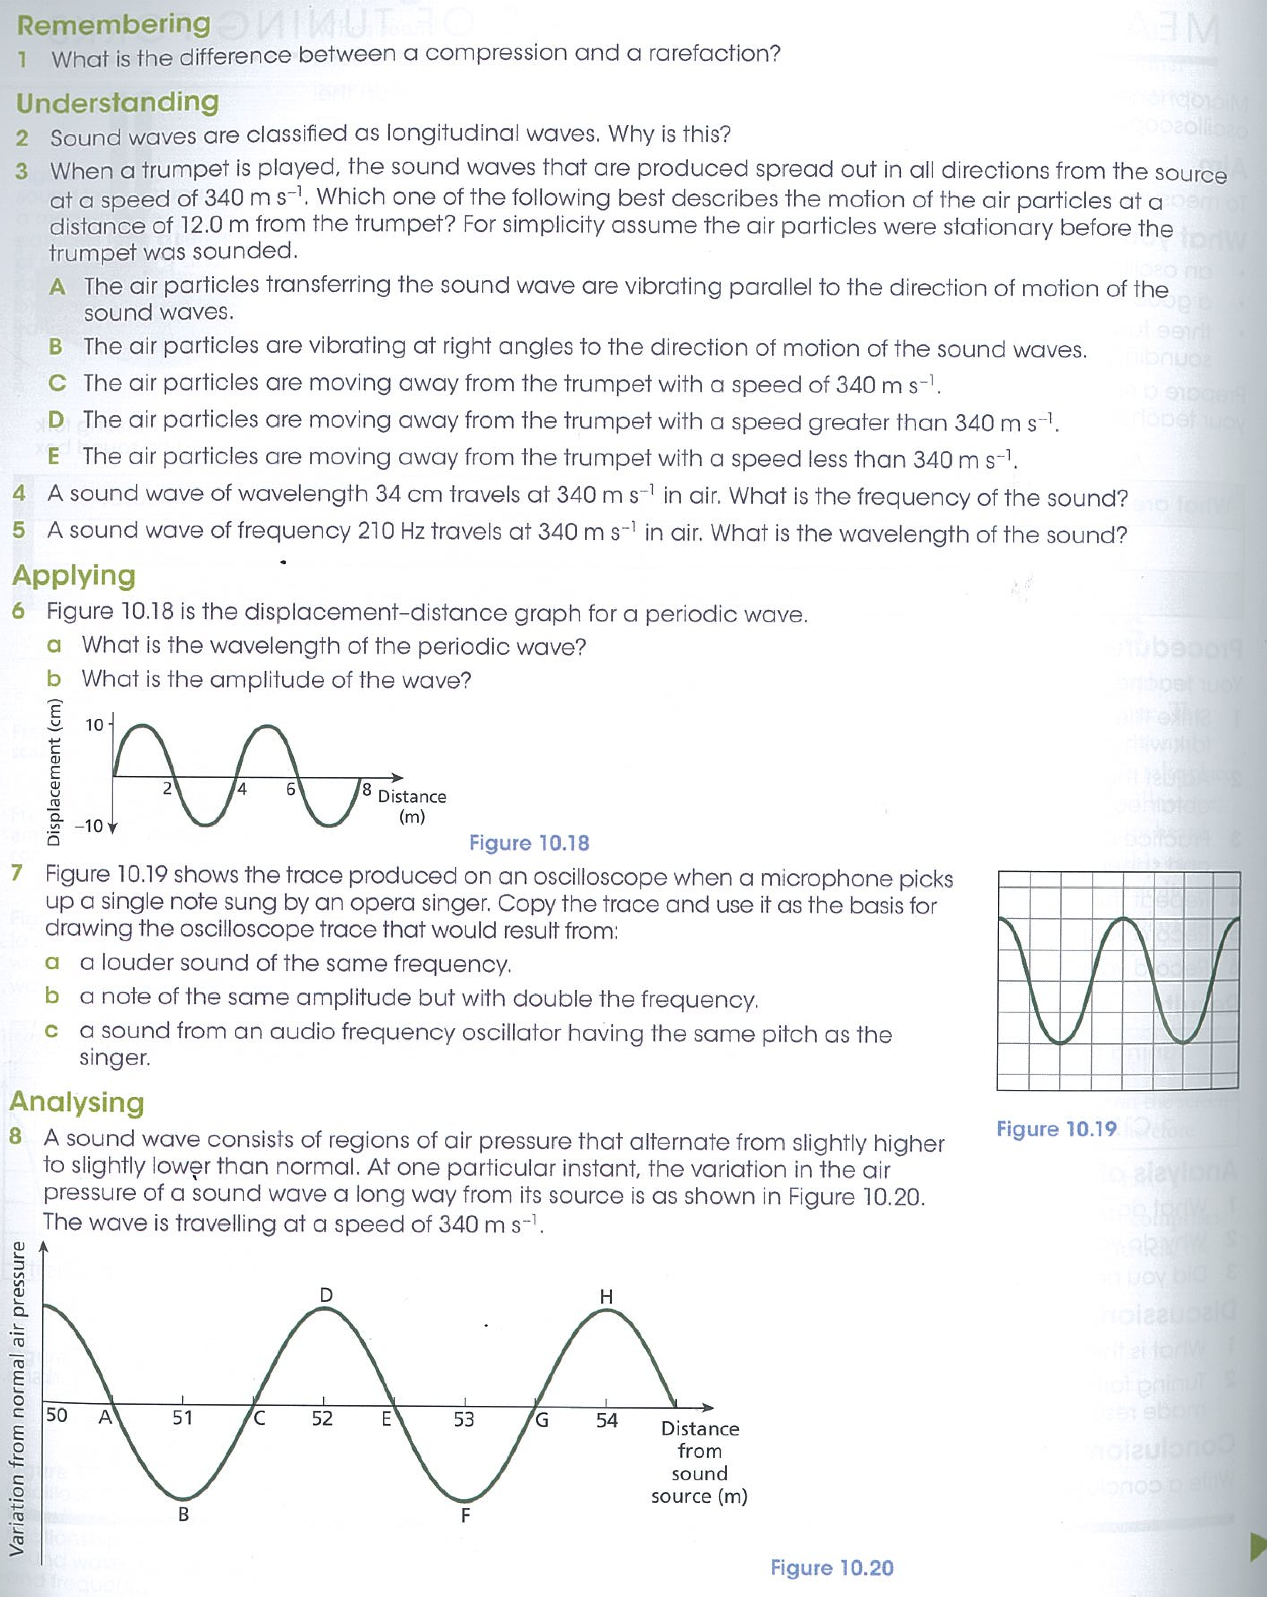 Remembering
1 What is the difference between a compression and a rarefaction?
Understanding
2 Sound waves are classified as longitudinal waves. Why is this?
3 When a trumpet is played, the sound waves that are produced spread out in all directions from the source
at a speed of 340 m s⁻¹. Which one of the following best describes the motion of the air particles at a
distance of 12.0 m from the trumpet? For simplicity assume the air particles were stationary before the
trumpet was sounded.
A The air particles transferring the sound wave are vibrating parallel to the direction of motion of the
sound waves.
B The air particles are vibrating at right angles to the direction of motion of the sound waves.
C The air particles are moving away from the trumpet with a speed of 340 m s⁻¹.
D The air particles are moving away from the trumpet with a speed greater than 340 m s⁻¹.
E The air particles are moving away from the trumpet with a speed less than 340 m s⁻¹.
4 A sound wave of wavelength 34 cm travels at 340 m s⁻¹ in air. What is the frequency of the sound?
5 A sound wave of frequency 210 Hz travels at 340 m s⁻¹ in air. What is the wavelength of the sound?
Applying
6 Figure 10.18 is the displacement–distance graph for a periodic wave.
a What is the wavelength of the periodic wave?
b What is the amplitude of the wave?
Displacement (cm)
10
2 4 6 8 Distance
(m)
–10
Figure 10.18
7 Figure 10.19 shows the trace produced on an oscilloscope when a microphone picks
up a single note sung by an opera singer. Copy the trace and use it as the basis for
drawing the oscilloscope trace that would result from:
a a louder sound of the same frequency.
b a note of the same amplitude but with double the frequency.
c a sound from an audio frequency oscillator having the same pitch as the
singer.
Figure 10.19
Analysing
8 A sound wave consists of regions of air pressure that alternate from slightly higher
to slightly lower than normal. At one particular instant, the variation in the air
pressure of a sound wave a long way from its source is as shown in Figure 10.20.
The wave is travelling at a speed of 340 m s⁻¹.
Variation from normal air pressure
D H
50 A 51 C 52 E 53 G 54 Distance
from
sound
source (m)
B F
Figure 10.20